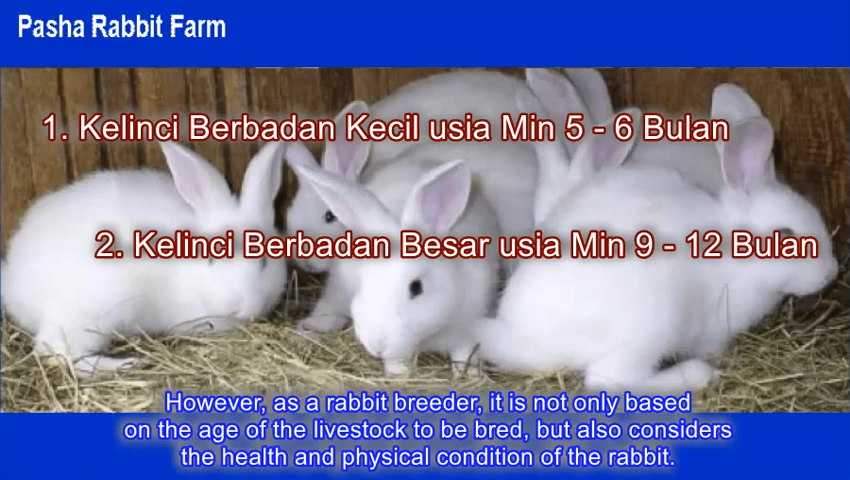 Pasha Rabbit Farm
1. Kelinci Berbadan Kecil usia Min 5 - 6 Bulan
2. Kelinci Berbadan Besar usia Min 9 - 12 Bulan
However, as a rabbit breeder, it is not only based
on the age of the livestock to be bred, but also considers
the health and physical condition of the rabbit.